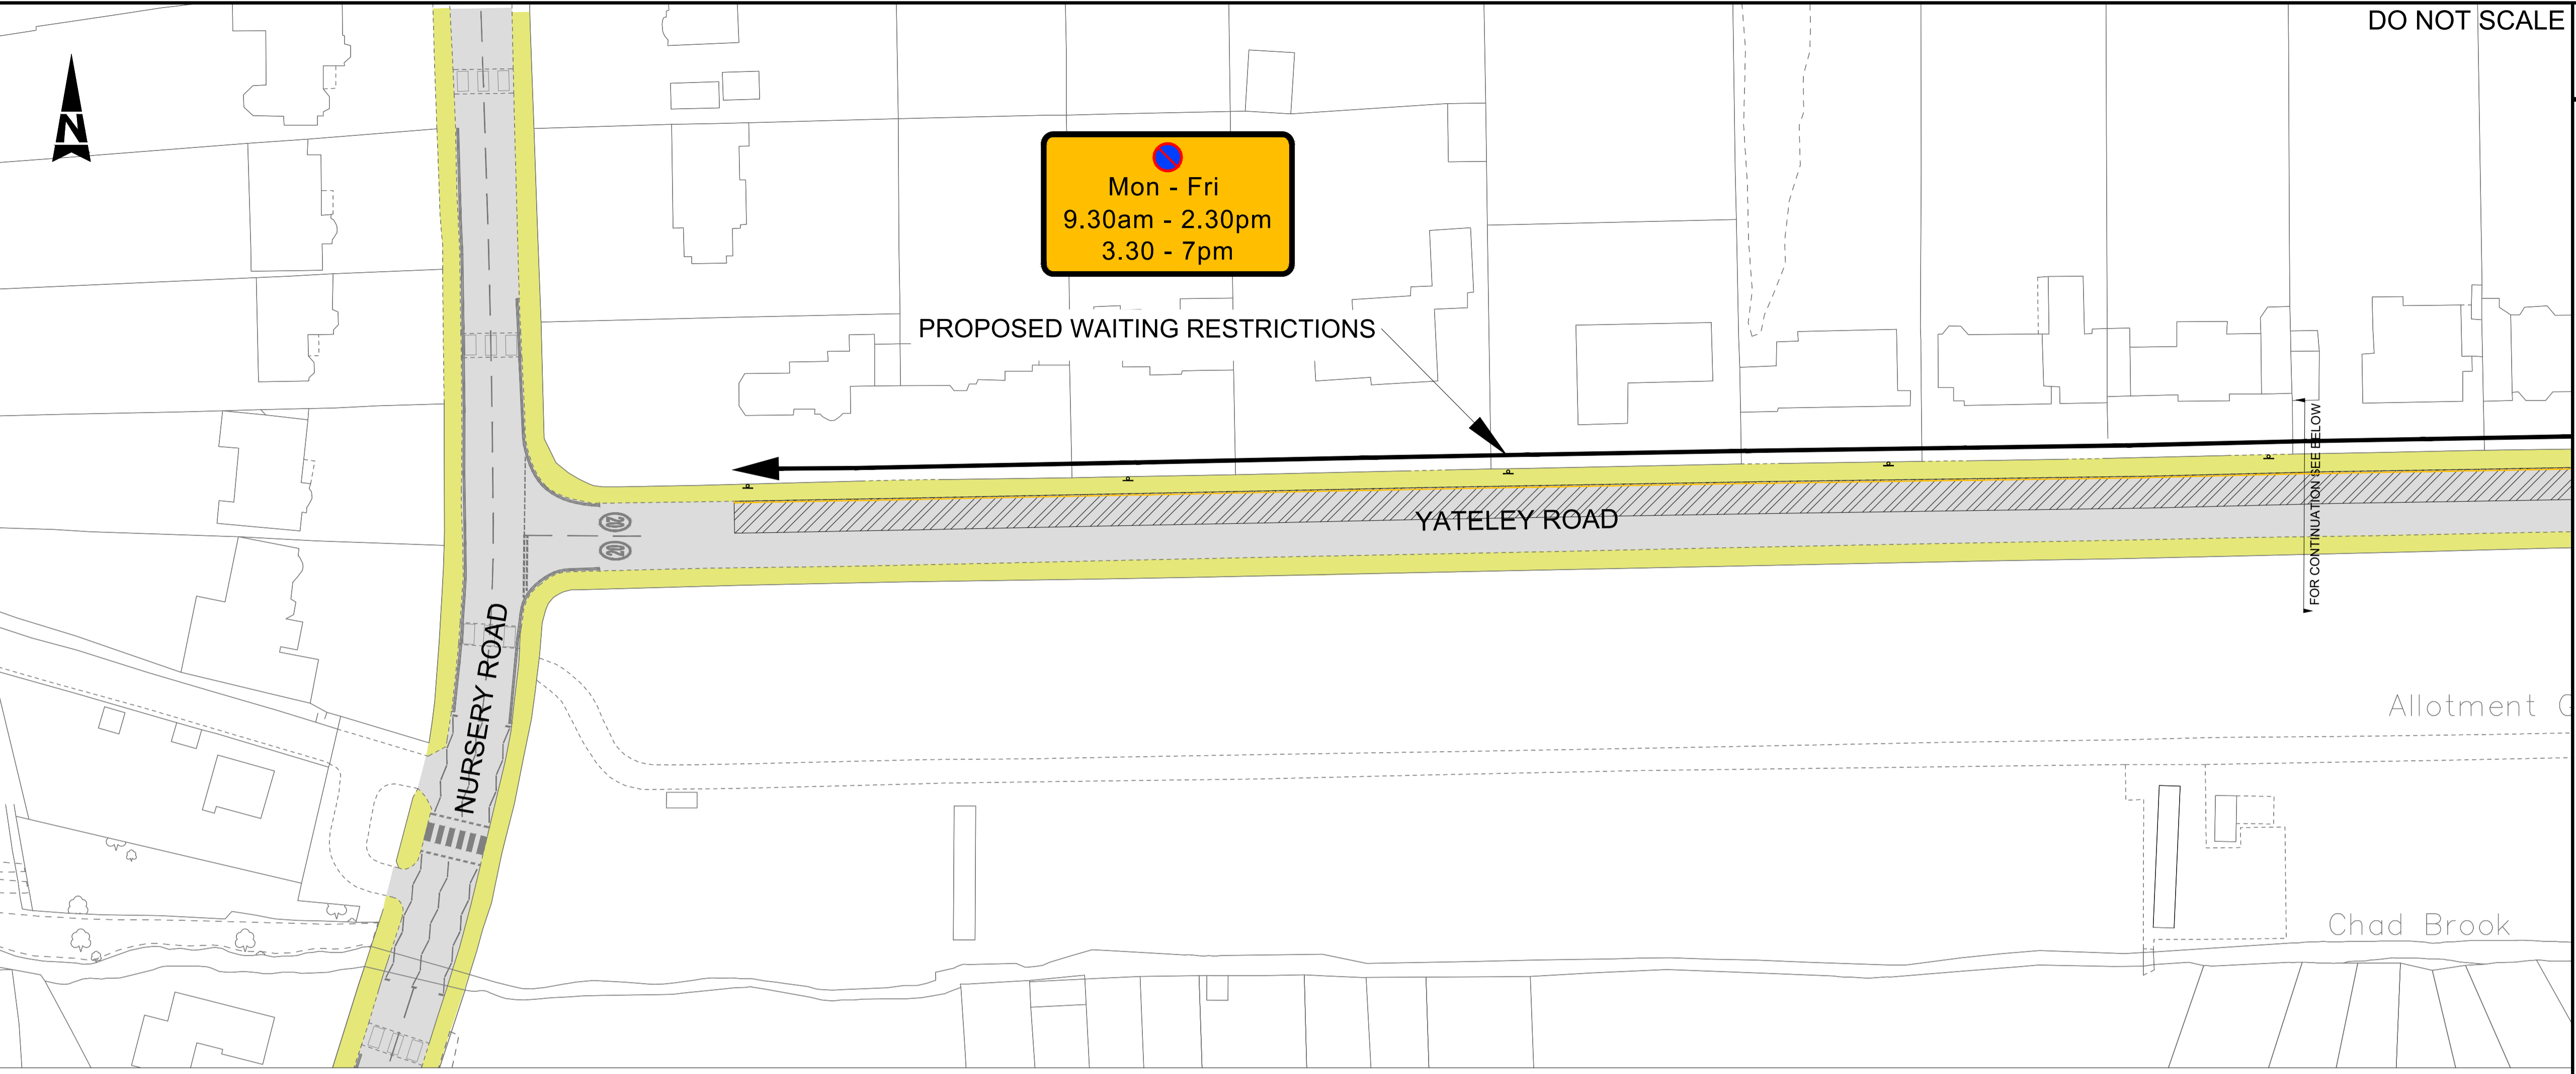 DO NOT SCALE
N
Mon - Fri
9.30am - 2.30pm
3.30 - 7pm
PROPOSED WAITING RESTRICTIONS
FOR CONTINUATION SEE BELOW
YATELEY ROAD
20
20
NURSERY ROAD
Allotment G
Chad Brook